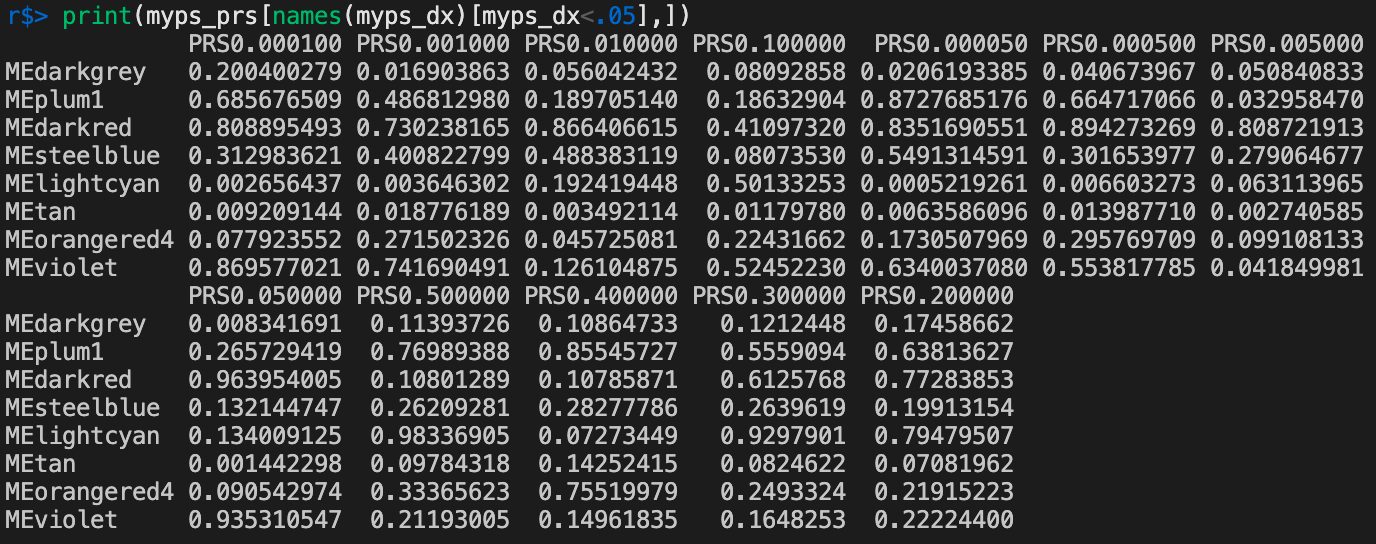 r$> print(myps_prs[names(myps_dx)[myps_dx<.05],])
PRS0.000100 PRS0.001000 PRS0.010000 PRS0.100000 PRS0.000050 PRS0.000500 PRS0.005000
MEdarkgrey 0.200400279 0.016903863 0.056042432 0.08092858 0.0206193385 0.040673967 0.050840833
MEplum1 0.685676509 0.486812980 0.189705140 0.18632904 0.8727685176 0.664717066 0.032958470
MEdarkred 0.808895493 0.730238165 0.866406615 0.41097320 0.8351690551 0.894273269 0.808721913
MEsteelblue 0.312983621 0.400822799 0.488383119 0.08073530 0.5491314591 0.301653977 0.279064677
MElightcyan 0.002656437 0.003646302 0.192419448 0.50133253 0.0005219261 0.006603273 0.063113965
MEtan 0.009209144 0.018776189 0.003492114 0.01179780 0.0063586096 0.013987710 0.002740585
MEorangered4 0.077923552 0.271502326 0.045725081 0.22431662 0.1730507969 0.295769709 0.099108133
MEviolet 0.869577021 0.741690491 0.126104875 0.52452230 0.6340037080 0.553817785 0.041849981
PRS0.050000 PRS0.500000 PRS0.400000 PRS0.300000 PRS0.200000
MEdarkgrey 0.008341691 0.11393726 0.10864733 0.1212448 0.17458662
MEplum1 0.265729419 0.76989388 0.85545727 0.5559094 0.63813627
MEdarkred 0.963954005 0.10801289 0.10785871 0.6125768 0.77283853
MEsteelblue 0.132144747 0.26209281 0.28277786 0.2639619 0.19913154
MElightcyan 0.134009125 0.98336905 0.07273449 0.9297901 0.79479507
MEtan 0.001442298 0.09784318 0.14252415 0.0824622 0.07081962
MEorangered4 0.090542974 0.33365623 0.75519979 0.2493324 0.21915223
MEviolet 0.935310547 0.21193005 0.14961835 0.1648253 0.22224400